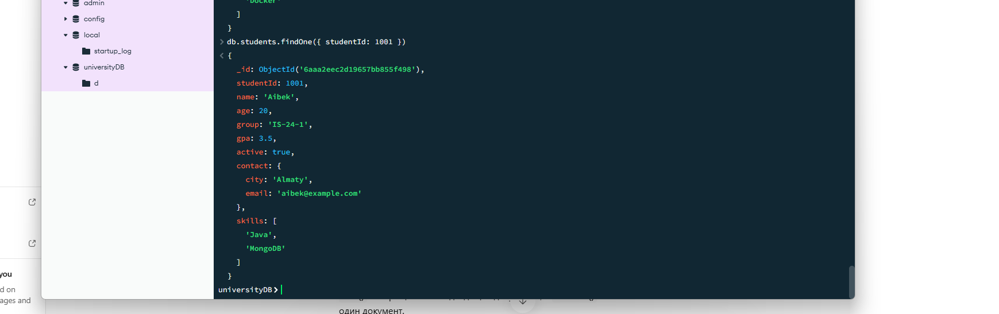 admin
config
local
startup_log
universityDB
d
'Docker'
]
}
db.students.findOne({ studentId: 1001 })
{
_id: ObjectId('6aaa2eec2d19657bb855f498'),
studentId: 1001,
name: 'Aibek',
age: 20,
group: 'IS-24-1',
gpa: 3.5,
active: true,
contact: {
city: 'Almaty',
email: 'aibek@example.com'
},
skills: [
'Java',
'MongoDB'
]
}
universityDB>
you
d on
ages and
один документ.